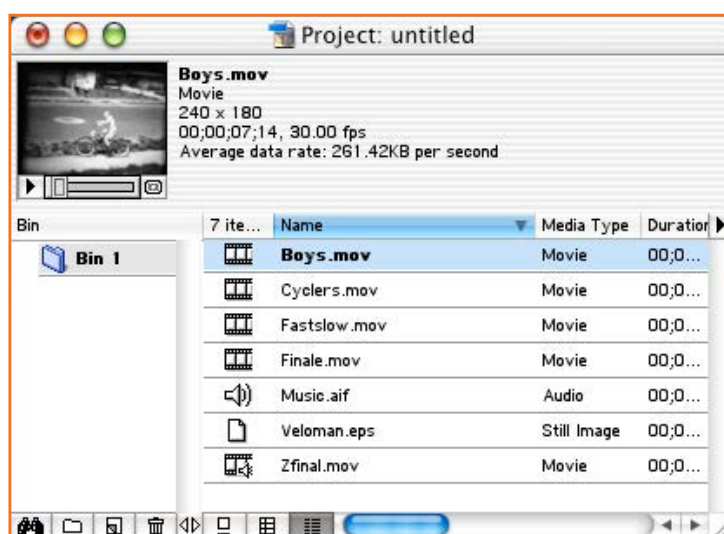 Project: untitled
Boys.mov
Movie
240 x 180
00;00;07;14, 30.00 fps
Average data rate: 261.42KB per second
Bin 7 ite... Name Media Type Duration
Bin 1 Boys.mov Movie 00;0...
Cyclers.mov Movie 00;0...
Fastslow.mov Movie 00;0...
Finale.mov Movie 00;0...
Music.aif Audio 00;0...
Veloman.eps Still Image 00;0...
Zfinal.mov Movie 00;0...